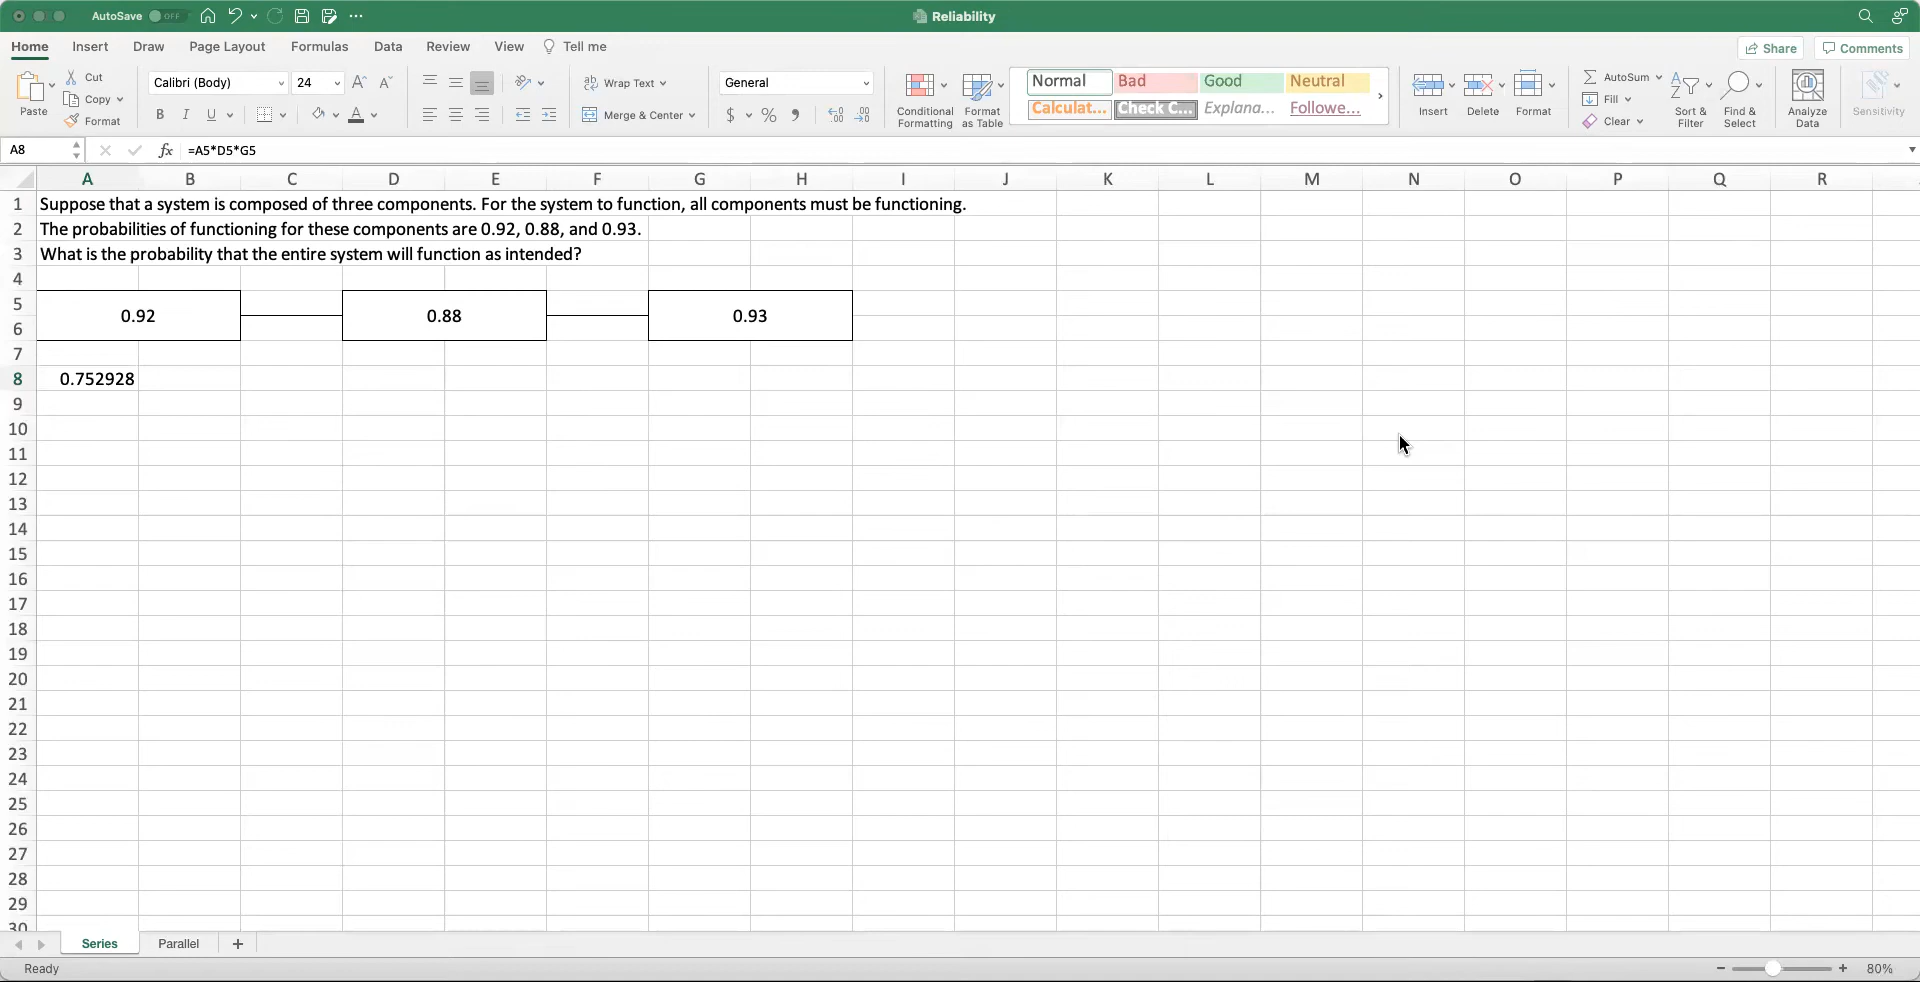 AutoSave OFF
Reliability
Home Insert Draw Page Layout Formulas Data Review View Tell me
Share Comments
Paste
Cut
Copy
Format
Calibri (Body) 24
B I U
Wrap Text
Merge & Center
General
$ %
Conditional Formatting
Format as Table
Normal Bad Good Neutral
Calculat... Check C... Explana... Followe...
Insert Delete Format
AutoSum
Fill
Clear
Sort & Filter
Find & Select
Analyze Data
Sensitivity
A8 fx =A5*D5*G5
A B C D E F G H I J K L M N O P Q R
1 Suppose that a system is composed of three components. For the system to function, all components must be functioning.
2 The probabilities of functioning for these components are 0.92, 0.88, and 0.93.
3 What is the probability that the entire system will function as intended?
4
5
0.92 0.88 0.93
6
7
8 0.752928
9
10
11
12
13
14
15
16
17
18
19
20
21
22
23
24
25
26
27
28
29
30
Series Parallel +
Ready
80%